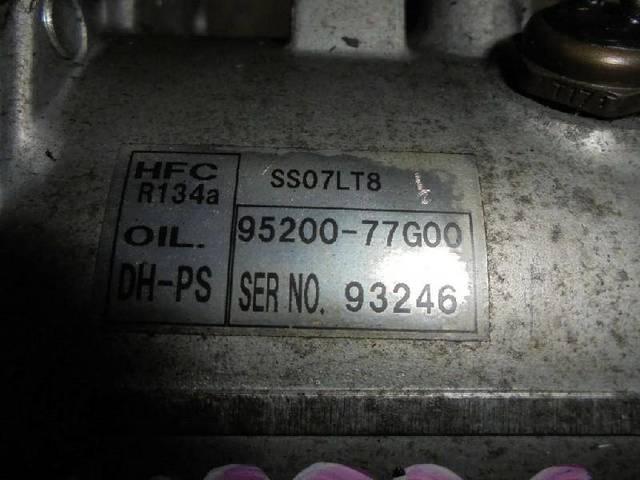 HFC
R134a
SS07LT8
OIL.
DH-PS
95200-77G00
SER NO. 93246